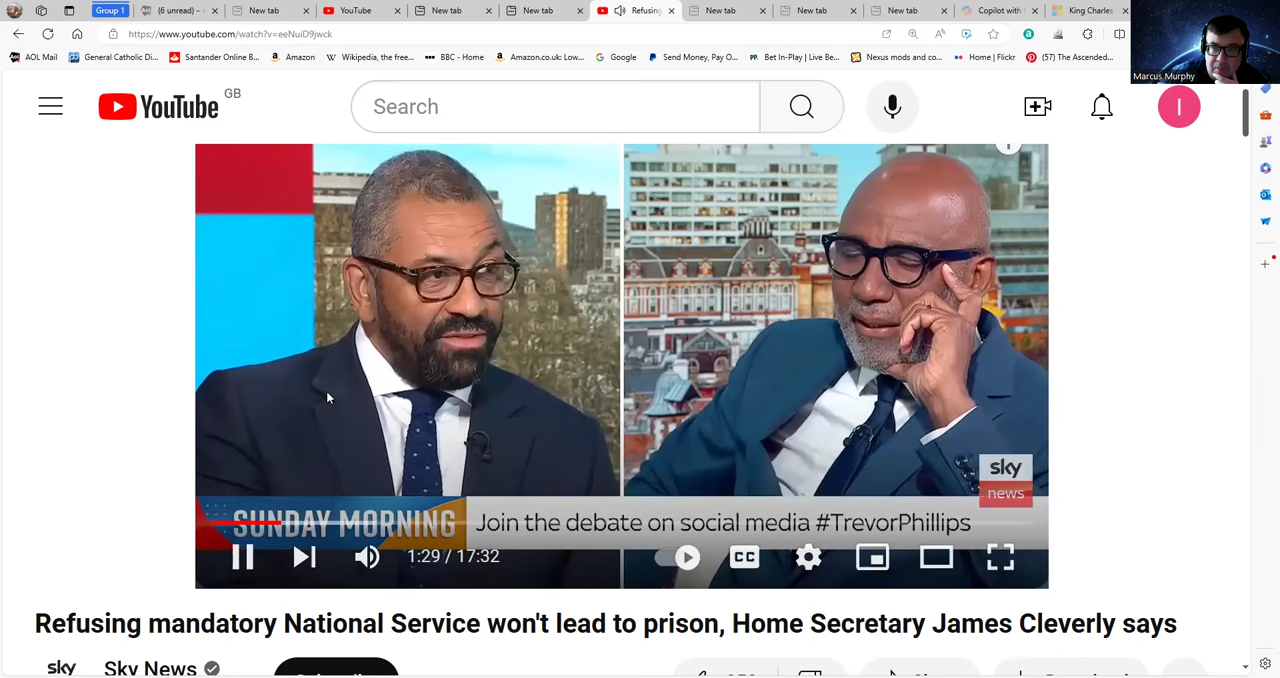 Group 1
(6 unread) –
New tab
YouTube
New tab
New tab
Refusing
New tab
New tab
New tab
Copilot with
King Charles
https://www.youtube.com/watch?v=eeNuiD9jwck
AOL Mail
General Catholic Di...
Santander Online B...
Amazon
Wikipedia, the free...
BBC - Home
Amazon.co.uk: Low...
Google
Send Money, Pay O...
PP. Bet In-Play | Live Be...
Nexus mods and co...
Home | Flickr
(57) The Ascended...
Marcus Murphy
YouTube GB
Search
I
sky
news
SUNDAY MORNING
Join the debate on social media #TrevorPhillips
1:29 / 17:32
CC
Refusing mandatory National Service won't lead to prison, Home Secretary James Cleverly says
sky
Sky News